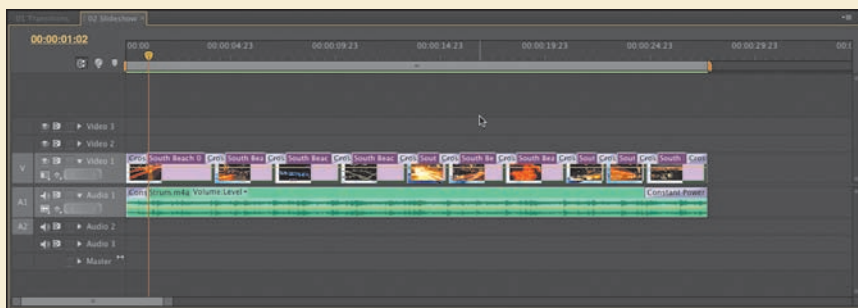 01 Transitions 02 Slideshow ×
00:00:01:02
00:00 00:00:04:23 00:00:09:23 00:00:14:23 00:00:19:23 00:00:24:23 00:00:29:23 00:0
Video 3
Video 2
V Video 1
Cros South Beach 0 Cros South Bea Cros South Beac Cros South Beac Cros Sout Cros South Be Cros South Bea Cros Sout Cros Sout Cros South Cros
A1 Audio 1
Cons Strum.m4a Volume:Level Constant Power
A2 Audio 2
Audio 3
Master